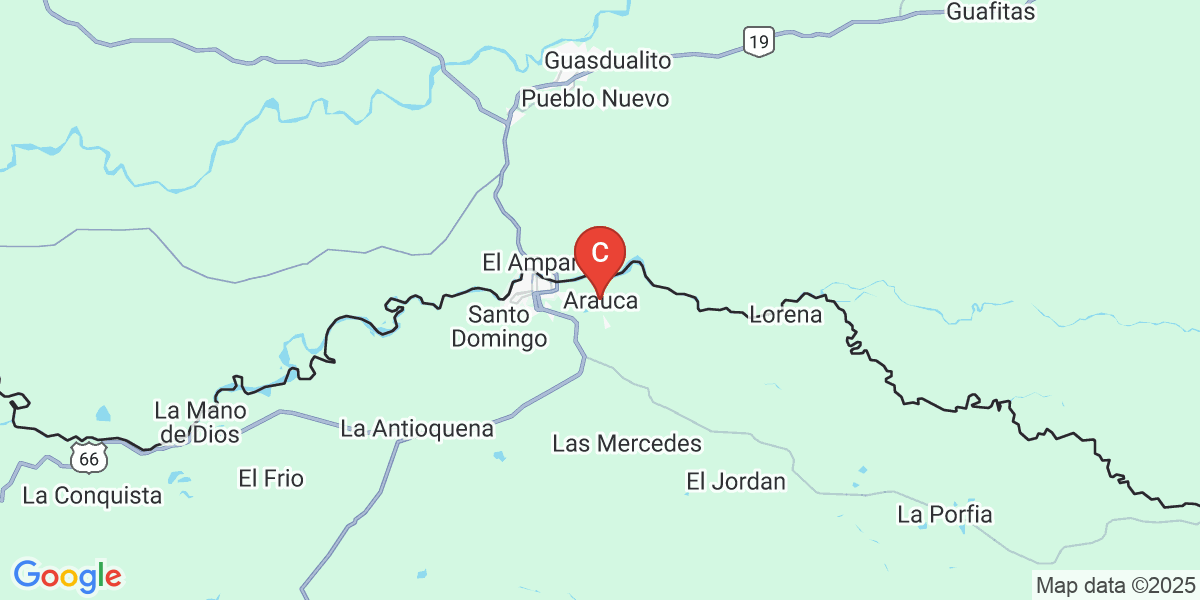 Guafitas
19
Guasdualito
Pueblo Nuevo
C
El Ampar
Arauca
Santo
Domingo
Lorena
La Mano
de Dios
La Antioquena
Las Mercedes
66
El Frio
El Jordan
La Conquista
La Porfia
Google
Map data ©2025